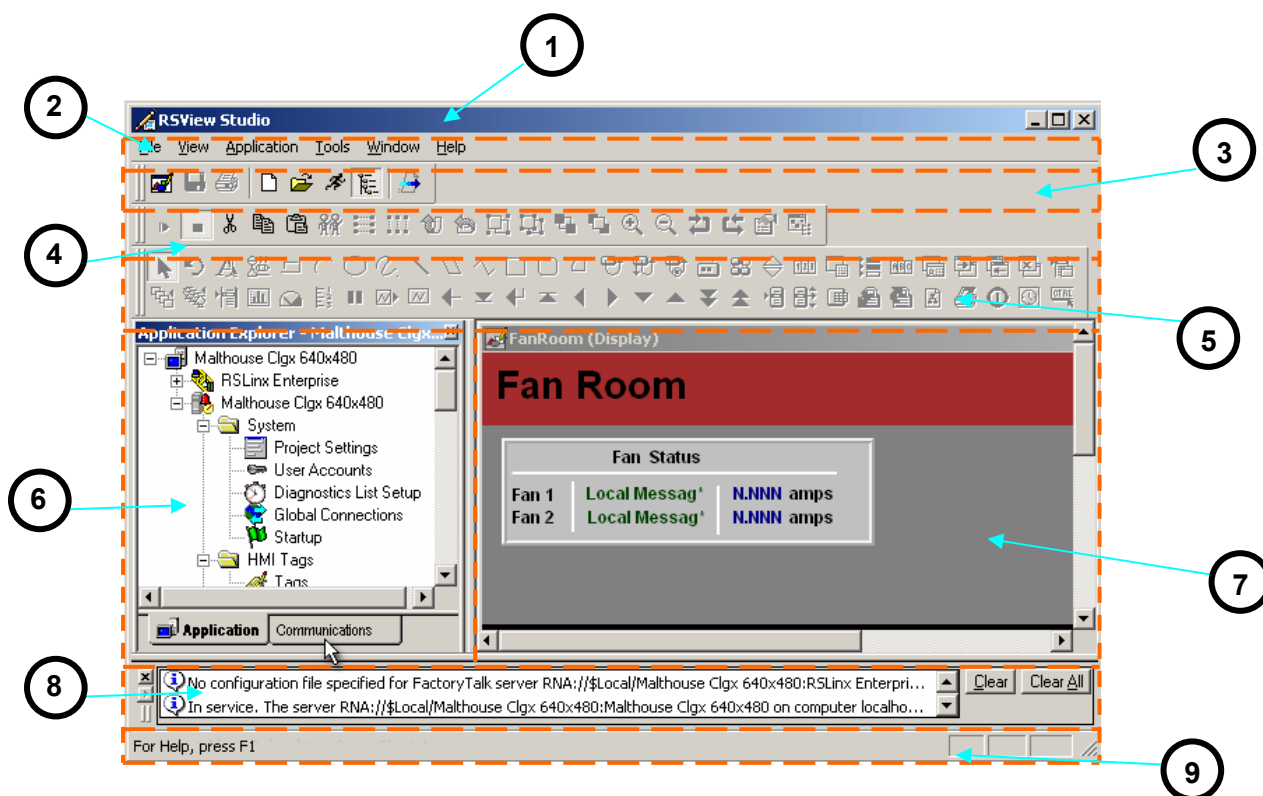 1
2
RSView Studio
File View Application Tools Window Help
3
4
5
Application Explorer - Malthouse Clgx...
Malthouse Clgx 640x480
RSLinx Enterprise
Malthouse Clgx 640x480
System
Project Settings
User Accounts
Diagnostics List Setup
Global Connections
Startup
HMI Tags
Tags
Application Communications
6
FanRoom (Display)
Fan Room
Fan Status
Fan 1 Local Messag* N.NNN amps
Fan 2 Local Messag* N.NNN amps
7
8
No configuration file specified for FactoryTalk server RNA://$Local/Malthouse Clgx 640x480:RSLinx Enterpri...
In service. The server RNA://$Local/Malthouse Clgx 640x480:Malthouse Clgx 640x480 on computer localho...
Clear Clear All
For Help, press F1
9